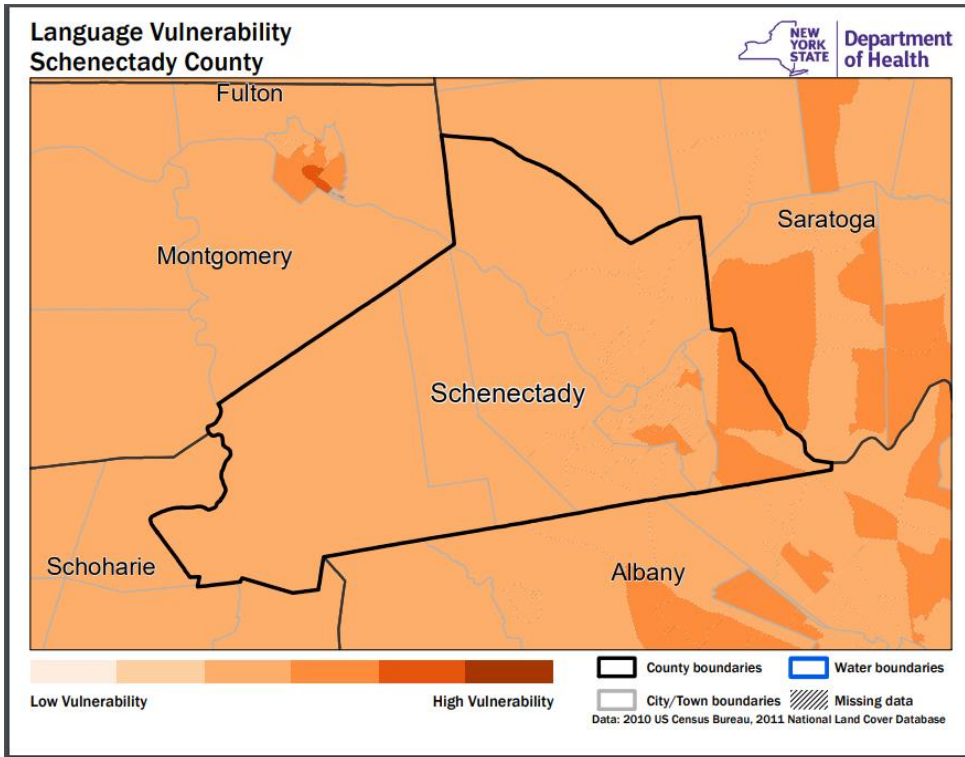 Language Vulnerability
Schenectady County
NEW
YORK
STATE
Department
of Health
Fulton
Saratoga
Montgomery
Schenectady
Schoharie
Albany
Low Vulnerability
High Vulnerability
County boundaries
Water boundaries
City/Town boundaries
Missing data
Data: 2010 US Census Bureau, 2011 National Land Cover Database